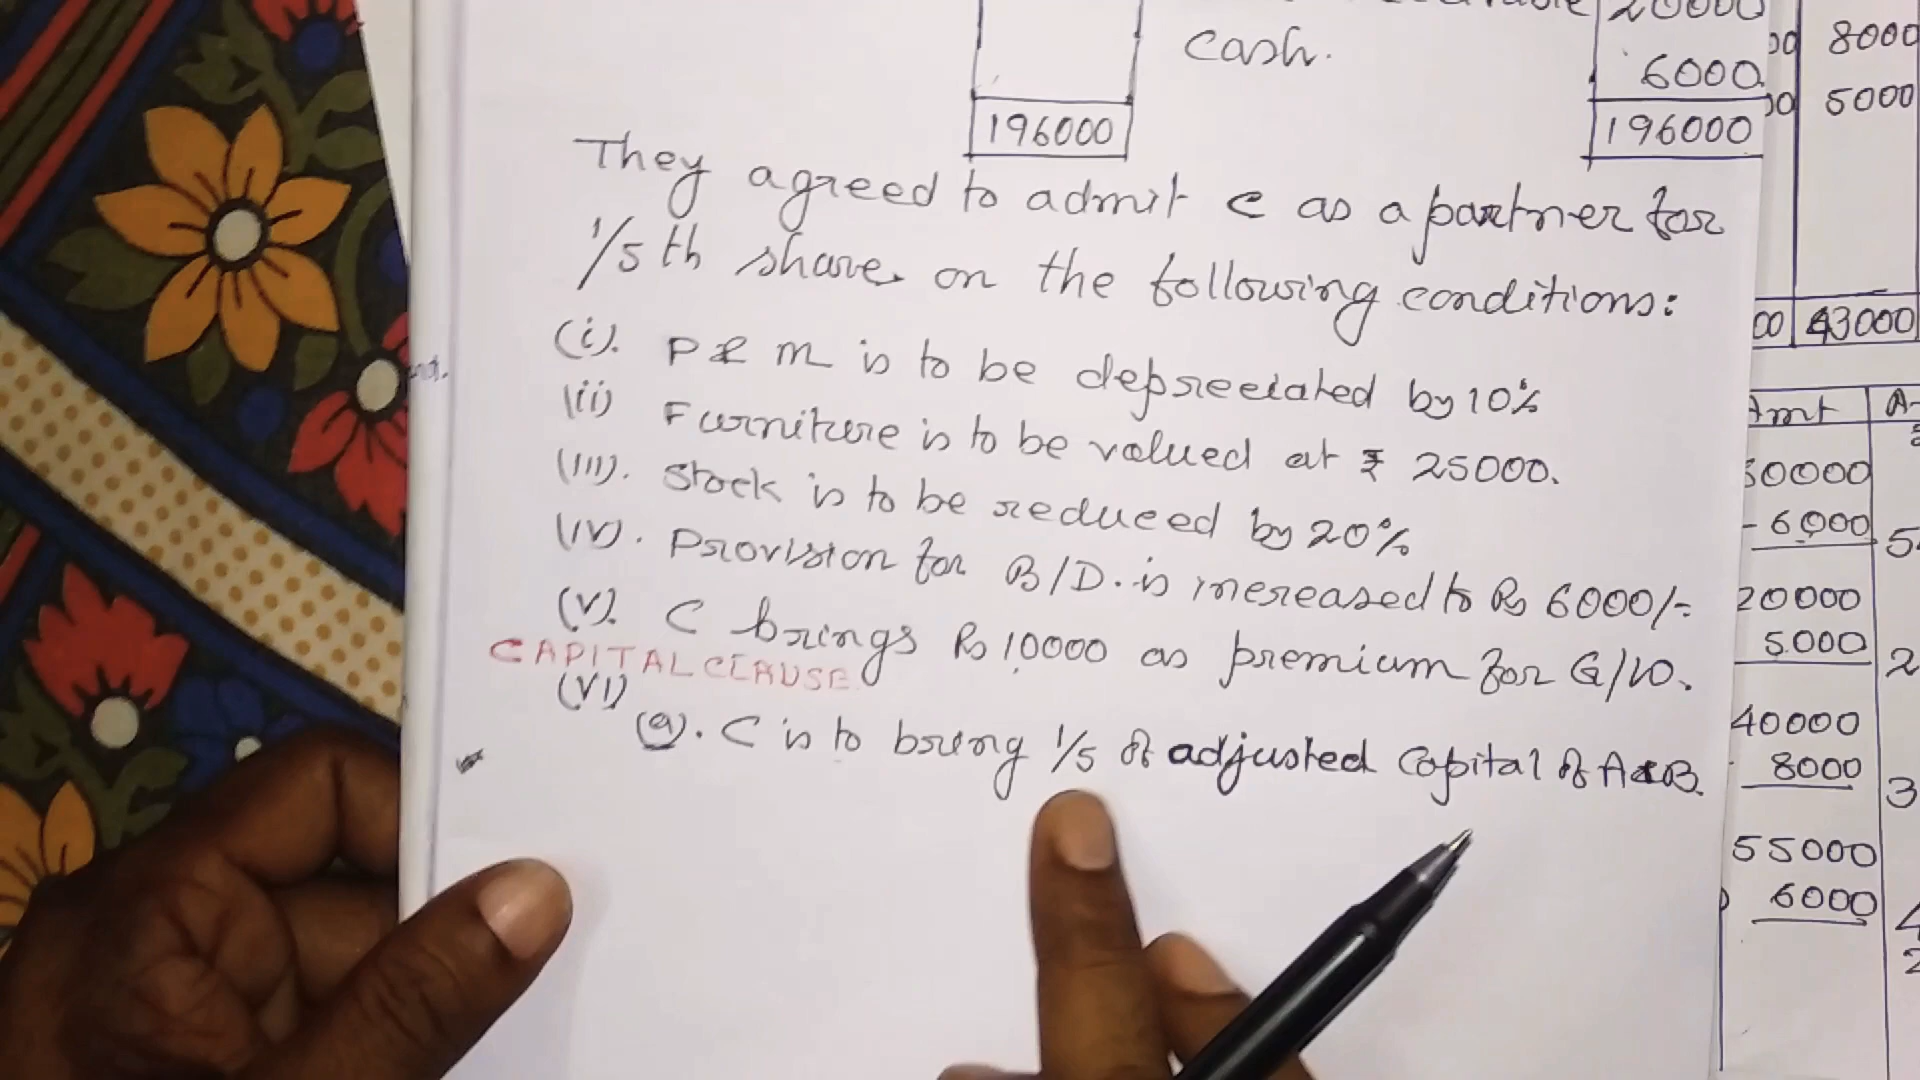 20000
cash.
6000
196000
196000
They agreed to admit C as a partner for
1/5 th share on the following conditions:
(i). P & M is to be depreciated by 10%
(ii) Furniture is to be valued at ₹ 25000.
(III). Stock is to be reduced by 20%
(IV). Provision for B/D. is increased to Rs 6000/-
(V). C brings Rs 10000 as premium for G/W.
CAPITAL CLAUSE
(VI)
(a). C is to bring 1/5 of adjusted Capital of A & B.
8000
5000
43000
Amt
6000
20000
5000
40000
8000
55000
6000